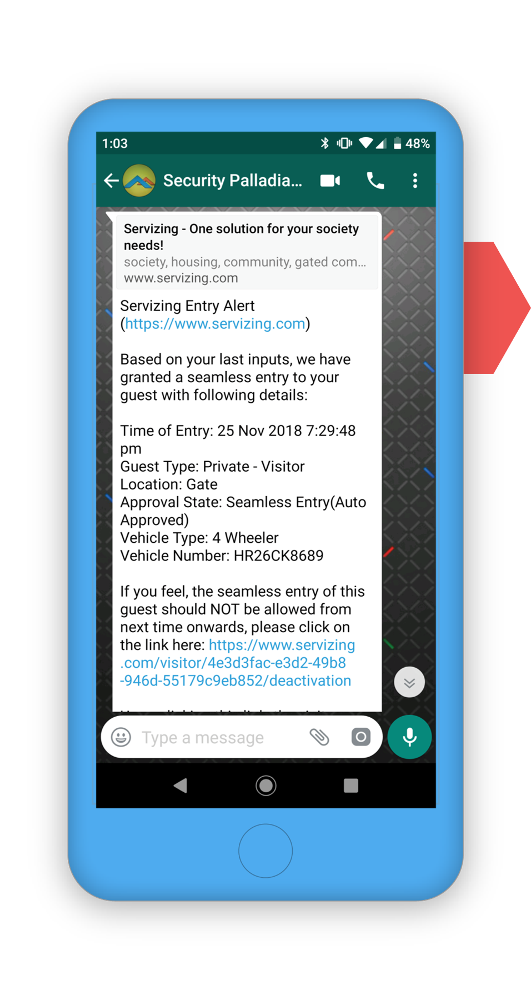 1:03
48%
Security Palladia...
Servizing - One solution for your society
needs!
society, housing, community, gated com...
www.servizing.com
Servizing Entry Alert
(https://www.servizing.com)
Based on your last inputs, we have
granted a seamless entry to your
guest with following details:
Time of Entry: 25 Nov 2018 7:29:48
pm
Guest Type: Private - Visitor
Location: Gate
Approval State: Seamless Entry(Auto
Approved)
Vehicle Type: 4 Wheeler
Vehicle Number: HR26CK8689
If you feel, the seamless entry of this
guest should NOT be allowed from
next time onwards, please click on
the link here: https://www.servizing
.com/visitor/4e3d3fac-e3d2-49b8
-946d-55179c9eb852/deactivation
Type a message